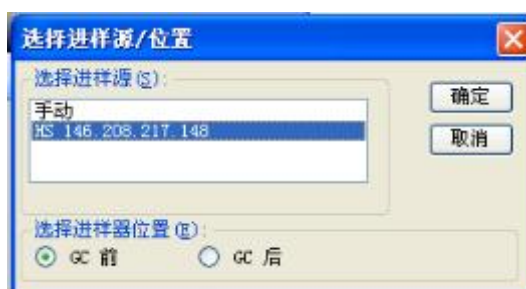 选择进样源/位置
选择进样源(S):
手动
HS 146.208.217.148
确定
取消
选择进样器位置(E):
GC 前
GC 后